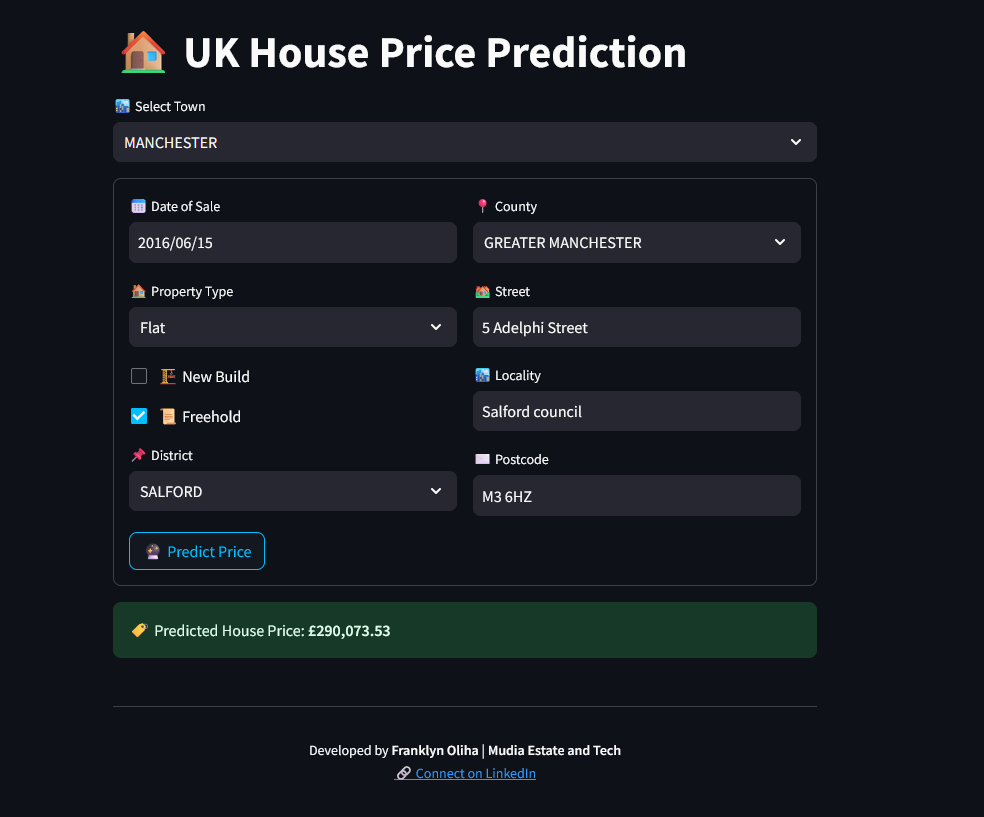 UK House Price Prediction
Select Town
MANCHESTER
Date of Sale
2016/06/15
County
GREATER MANCHESTER
Property Type
Flat
Street
5 Adelphi Street
New Build
Freehold
Locality
Salford council
District
SALFORD
Postcode
M3 6HZ
Predict Price
Predicted House Price: £290,073.53
Developed by Franklyn Oliha | Mudia Estate and Tech
Connect on LinkedIn